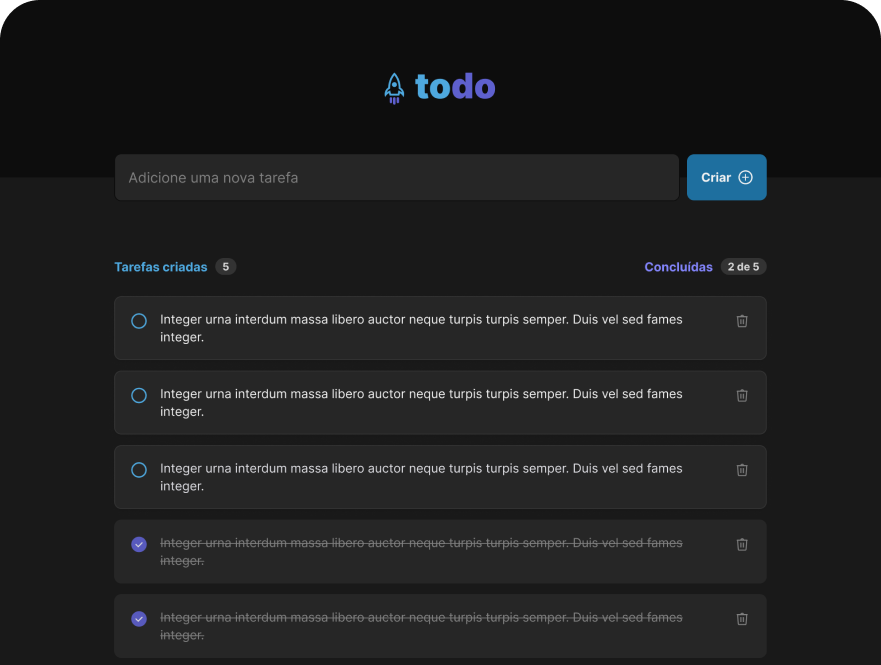 todo
Adicione uma nova tarefa
Criar
Tarefas criadas 5
Concluídas 2 de 5
Integer urna interdum massa libero auctor neque turpis turpis semper. Duis vel sed fames
integer.
Integer urna interdum massa libero auctor neque turpis turpis semper. Duis vel sed fames
integer.
Integer urna interdum massa libero auctor neque turpis turpis semper. Duis vel sed fames
integer.
Integer urna interdum massa libero auctor neque turpis turpis semper. Duis vel sed fames
integer.
Integer urna interdum massa libero auctor neque turpis turpis semper. Duis vel sed fames
integer.